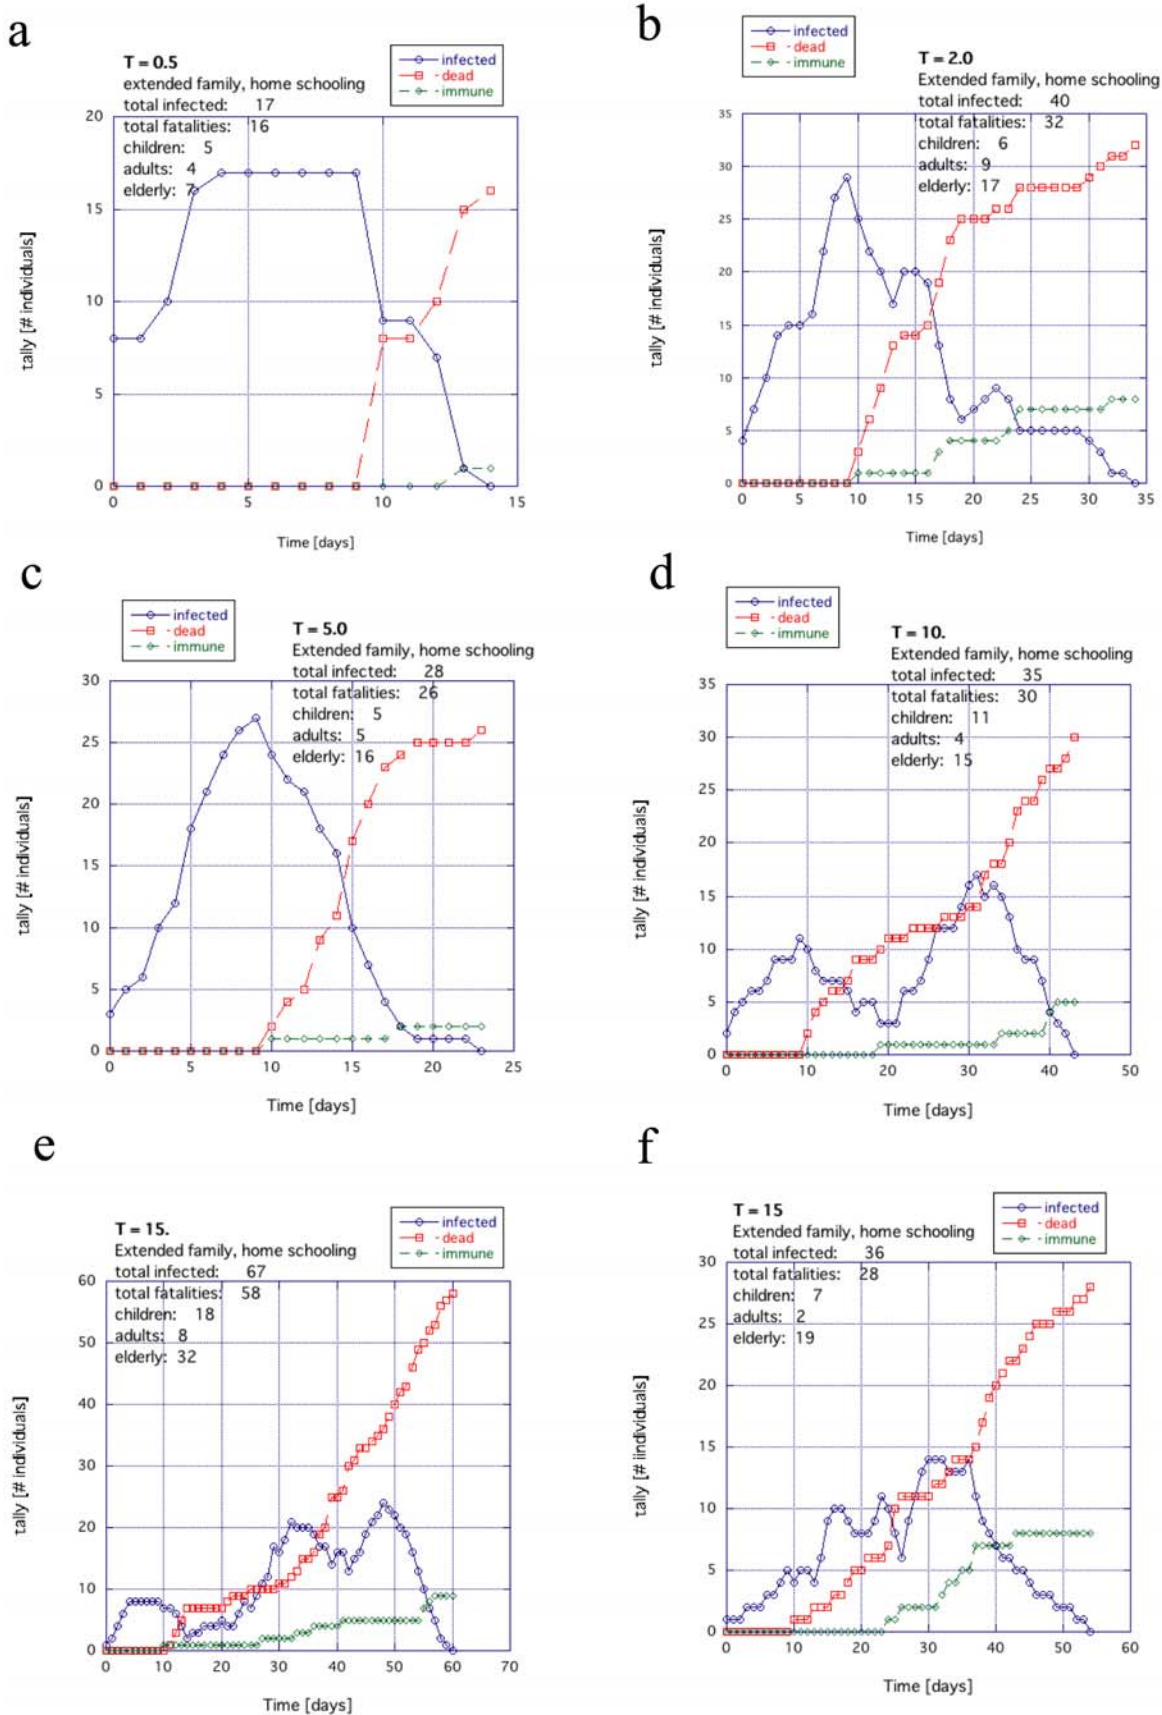 a
T = 0.5
extended family, home schooling
total infected: 17
total fatalities: 16
children: 5
adults: 4
elderly: 7
infected
dead
immune
20
15
10
5
0
0 5 10 15
tally [# individuals]
Time [days]
b
infected
dead
immune
T = 2.0
Extended family, home schooling
total infected: 40
total fatalities: 32
children: 6
adults: 9
elderly: 17
35
30
25
20
15
10
5
0
0 5 10 15 20 25 30 35
tally [# individuals]
Time [days]
c
infected
dead
immune
T = 5.0
Extended family, home schooling
total infected: 28
total fatalities: 26
children: 5
adults: 5
elderly: 16
30
25
20
15
10
5
0
0 5 10 15 20 25
tally [# individuals]
Time [days]
d
infected
dead
immune
T = 10.
Extended family, home schooling
total infected: 35
total fatalities: 30
children: 11
adults: 4
elderly: 15
35
30
25
20
15
10
5
0
0 10 20 30 40 50
tally [# individuals]
Time [days]
e
T = 15.
Extended family, home schooling
total infected: 67
total fatalities: 58
children: 18
adults: 8
elderly: 32
infected
dead
immune
60
50
40
30
20
10
0
0 10 20 30 40 50 60 70
tally [# individuals]
Time [days]
f
T = 15
Extended family, home schooling
total infected: 36
total fatalities: 28
children: 7
adults: 2
elderly: 19
infected
dead
immune
30
25
20
15
10
5
0
0 10 20 30 40 50 60
tally [# iindividuals]
Time [days]